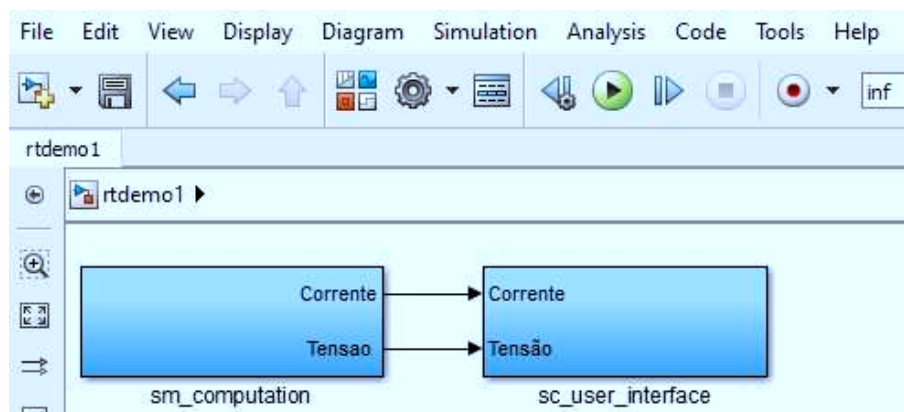 File Edit View Display Diagram Simulation Analysis Code Tools Help
inf
rtdemo1
rtdemo1
Corrente Corrente
Tensao Tensão
sm_computation sc_user_interface